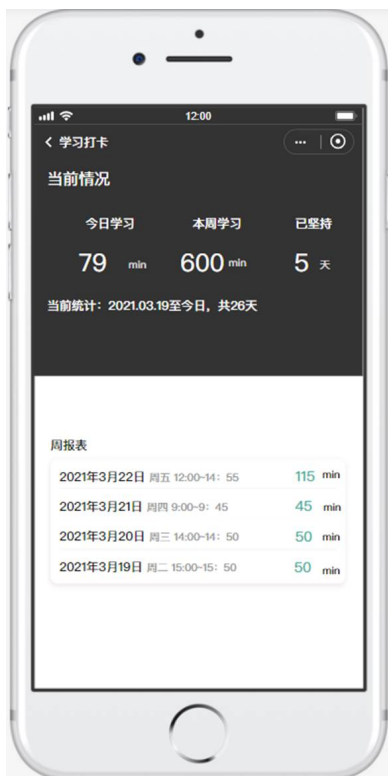 12:00
学习打卡
当前情况
今日学习 本周学习 已坚持
79 min 600 min 5 天
当前统计：2021.03.19至今日，共26天
周报表
2021年3月22日 周五 12:00~14：55 115 min
2021年3月21日 周四 9:00~9：45 45 min
2021年3月20日 周三 14:00~14：50 50 min
2021年3月19日 周二 15:00~15：50 50 min